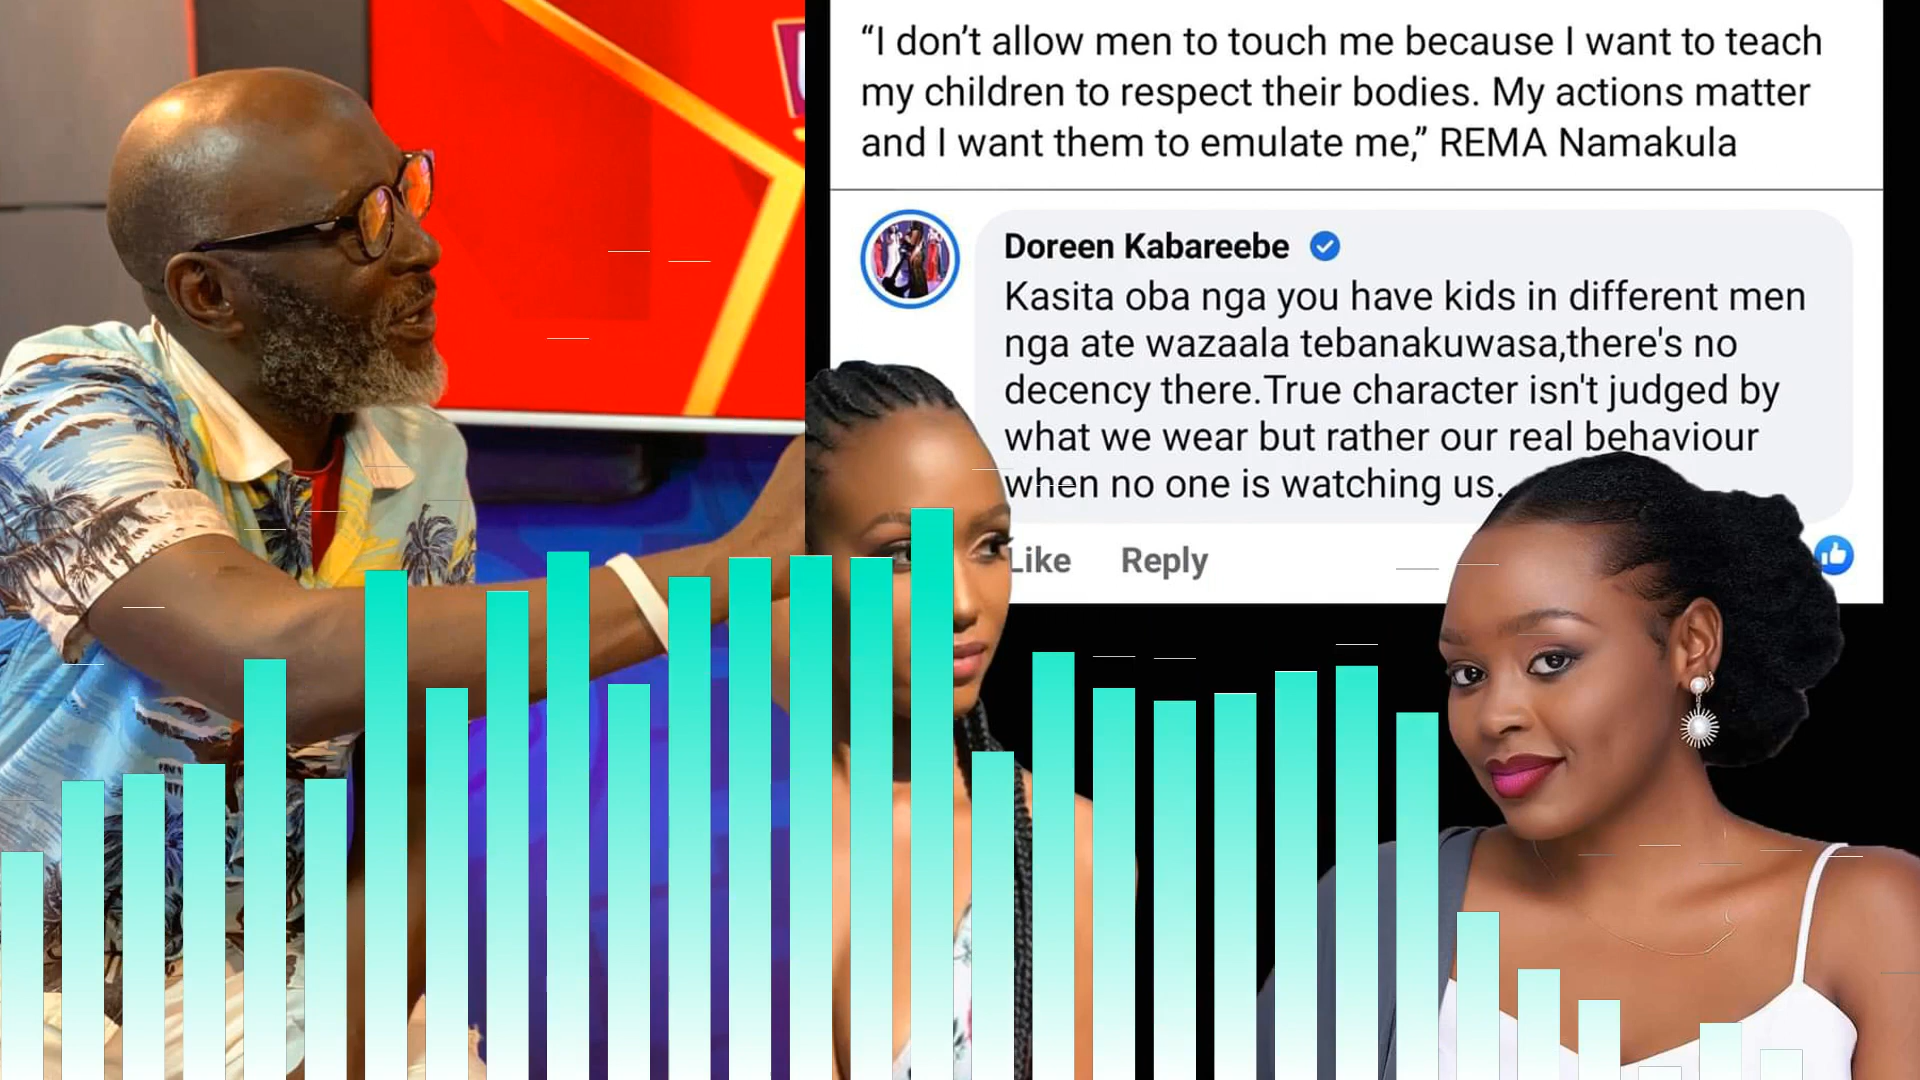 “I don’t allow men to touch me because I want to teach
my children to respect their bodies. My actions matter
and I want them to emulate me,” REMA Namakula
Doreen Kabareebe
Kasita oba nga you have kids in different men
nga ate wazaala tebanakuwasa,there's no
decency there.True character isn't judged by
what we wear but rather our real behaviour
when no one is watching us.
Like Reply